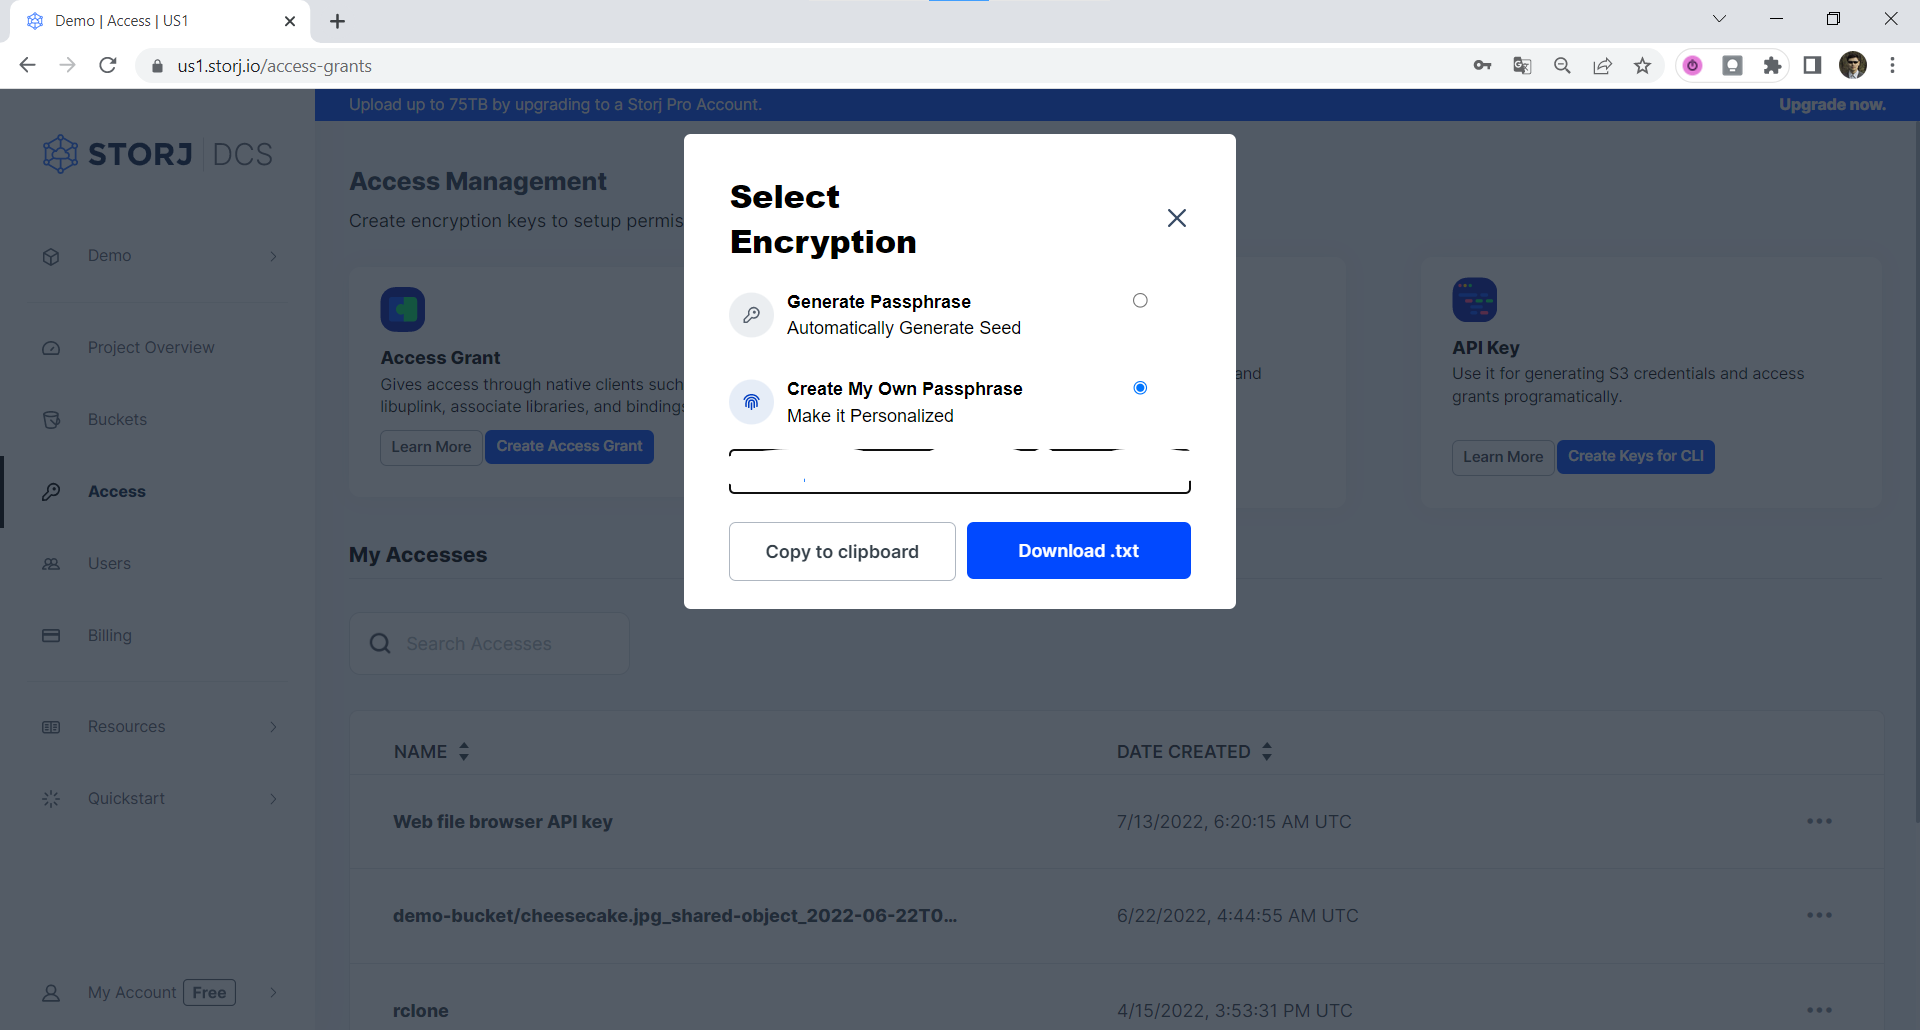 Demo | Access | US1
us1.storj.io/access-grants
Upload up to 75TB by upgrading to a Storj Pro Account.
Upgrade now.
STORJ DCS
Demo
Project Overview
Buckets
Access
Users
Billing
Resources
Quickstart
My Account Free
Access Management
Create encryption keys to setup permis
Access Grant
Gives access through native clients such
libuplink, associate libraries, and bindings
Learn More Create Access Grant
and
API Key
Use it for generating S3 credentials and access
grants programatically.
Learn More Create Keys for CLI
Select
Encryption
Generate Passphrase
Automatically Generate Seed
Create My Own Passphrase
Make it Personalized
Copy to clipboard Download .txt
My Accesses
Search Accesses
NAME DATE CREATED
Web file browser API key 7/13/2022, 6:20:15 AM UTC
demo-bucket/cheesecake.jpg_shared-object_2022-06-22T0... 6/22/2022, 4:44:55 AM UTC
rclone 4/15/2022, 3:53:31 PM UTC